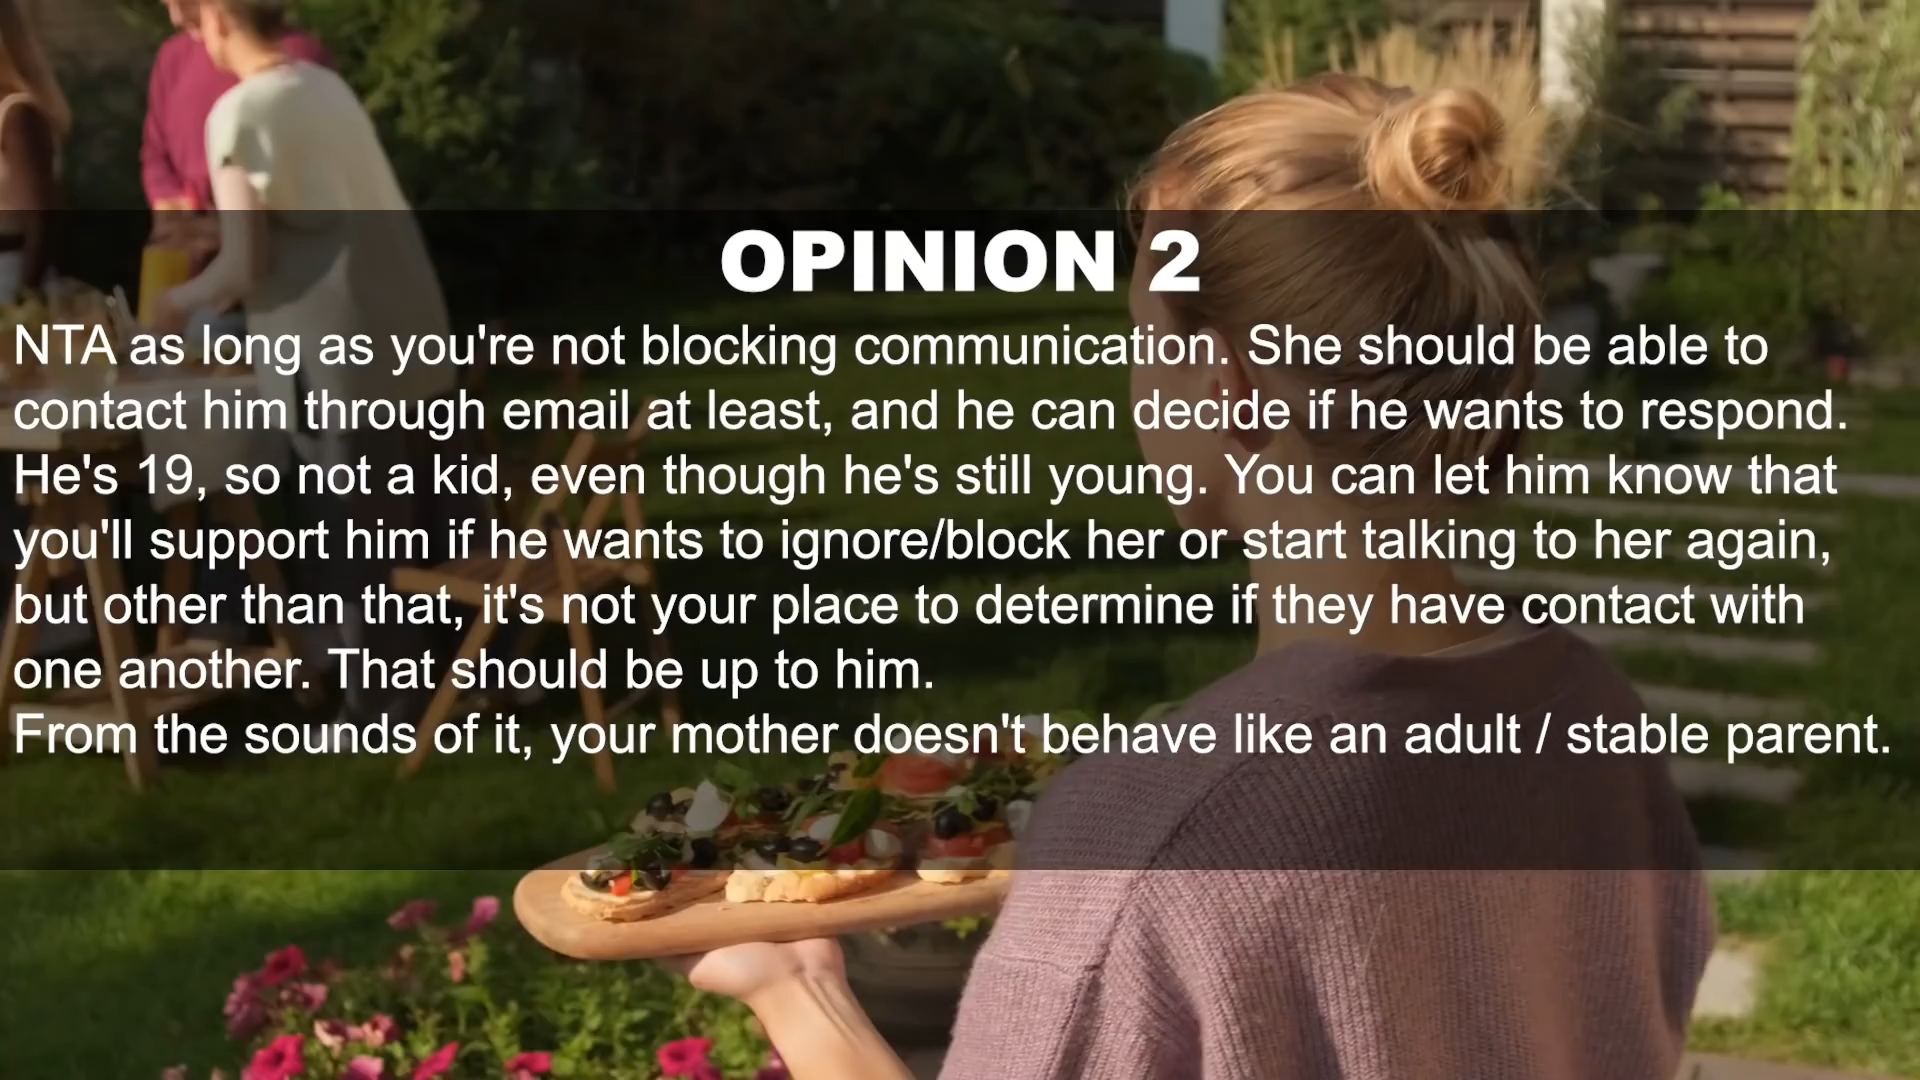 OPINION 2
NTA as long as you're not blocking communication. She should be able to
contact him through email at least, and he can decide if he wants to respond.
He's 19, so not a kid, even though he's still young. You can let him know that
you'll support him if he wants to ignore/block her or start talking to her again,
but other than that, it's not your place to determine if they have contact with
one another. That should be up to him.
From the sounds of it, your mother doesn't behave like an adult / stable parent.